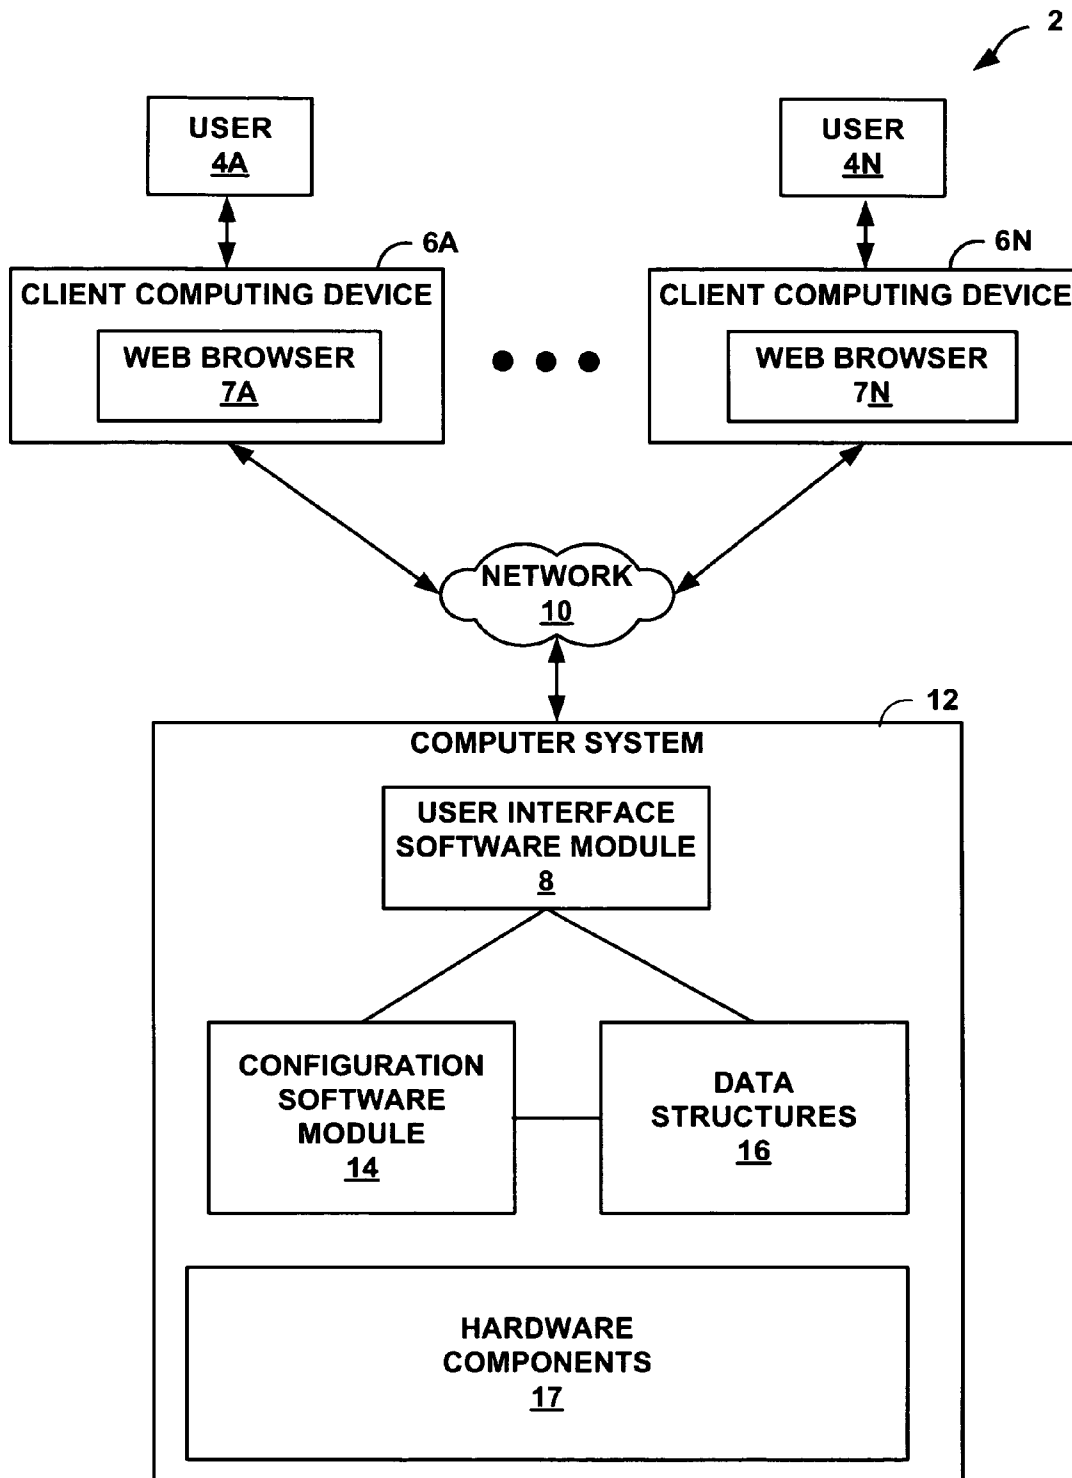 2
USER
4A
USER
4N
6A
6N
CLIENT COMPUTING DEVICE
WEB BROWSER
7A
CLIENT COMPUTING DEVICE
WEB BROWSER
7N
NETWORK
10
12
COMPUTER SYSTEM
USER INTERFACE
SOFTWARE MODULE
8
CONFIGURATION
SOFTWARE
MODULE
14
DATA
STRUCTURES
16
HARDWARE
COMPONENTS
17